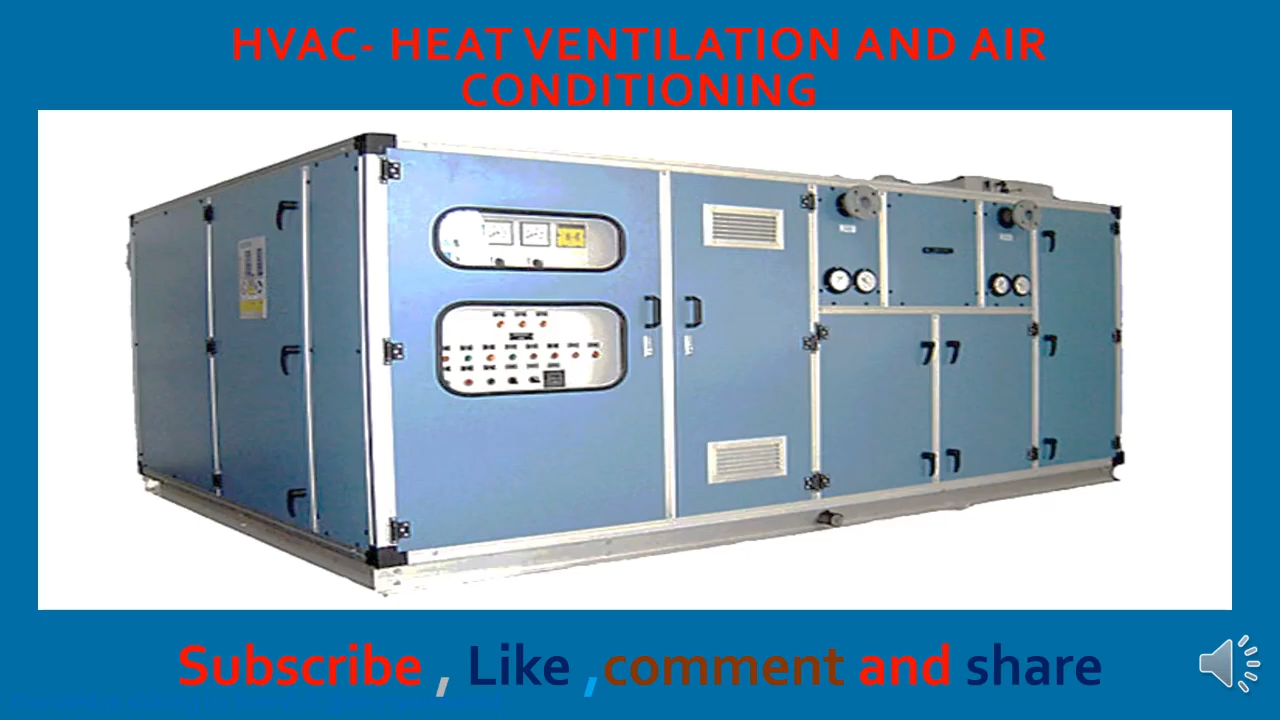 HVAC- HEAT VENTILATION AND AIR
CONDITIONING
Subscribe , Like ,comment and share